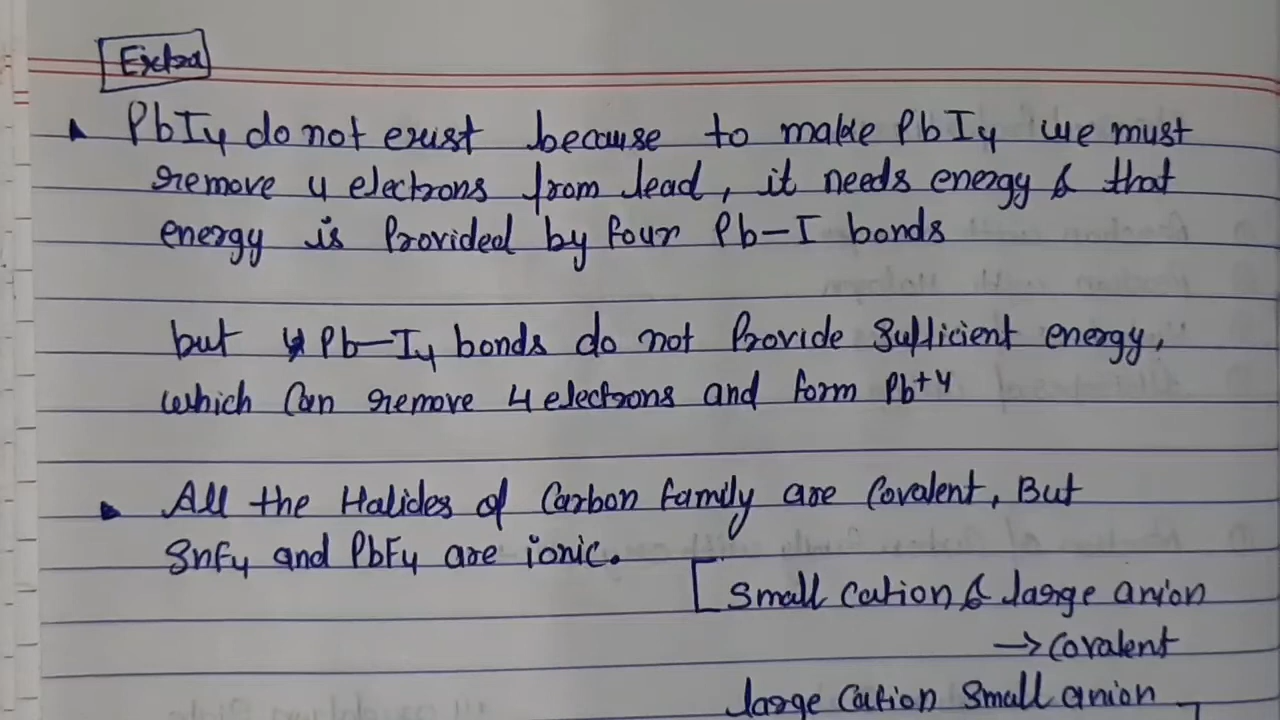 Extra
PbI4 do not exist because to make PbI4 we must
remove 4 electrons from lead, it needs energy & that
energy is Provided by four Pb-I bonds
but 4 Pb-I4 bonds do not Provide Sufficient energy,
which Can remove 4 electrons and form Pb+4
All the Halides of Carbon family are Covalent, But
SnF4 and PbF4 are ionic.
[Small cation & large anion
→ Covalent
large Cation Small anion